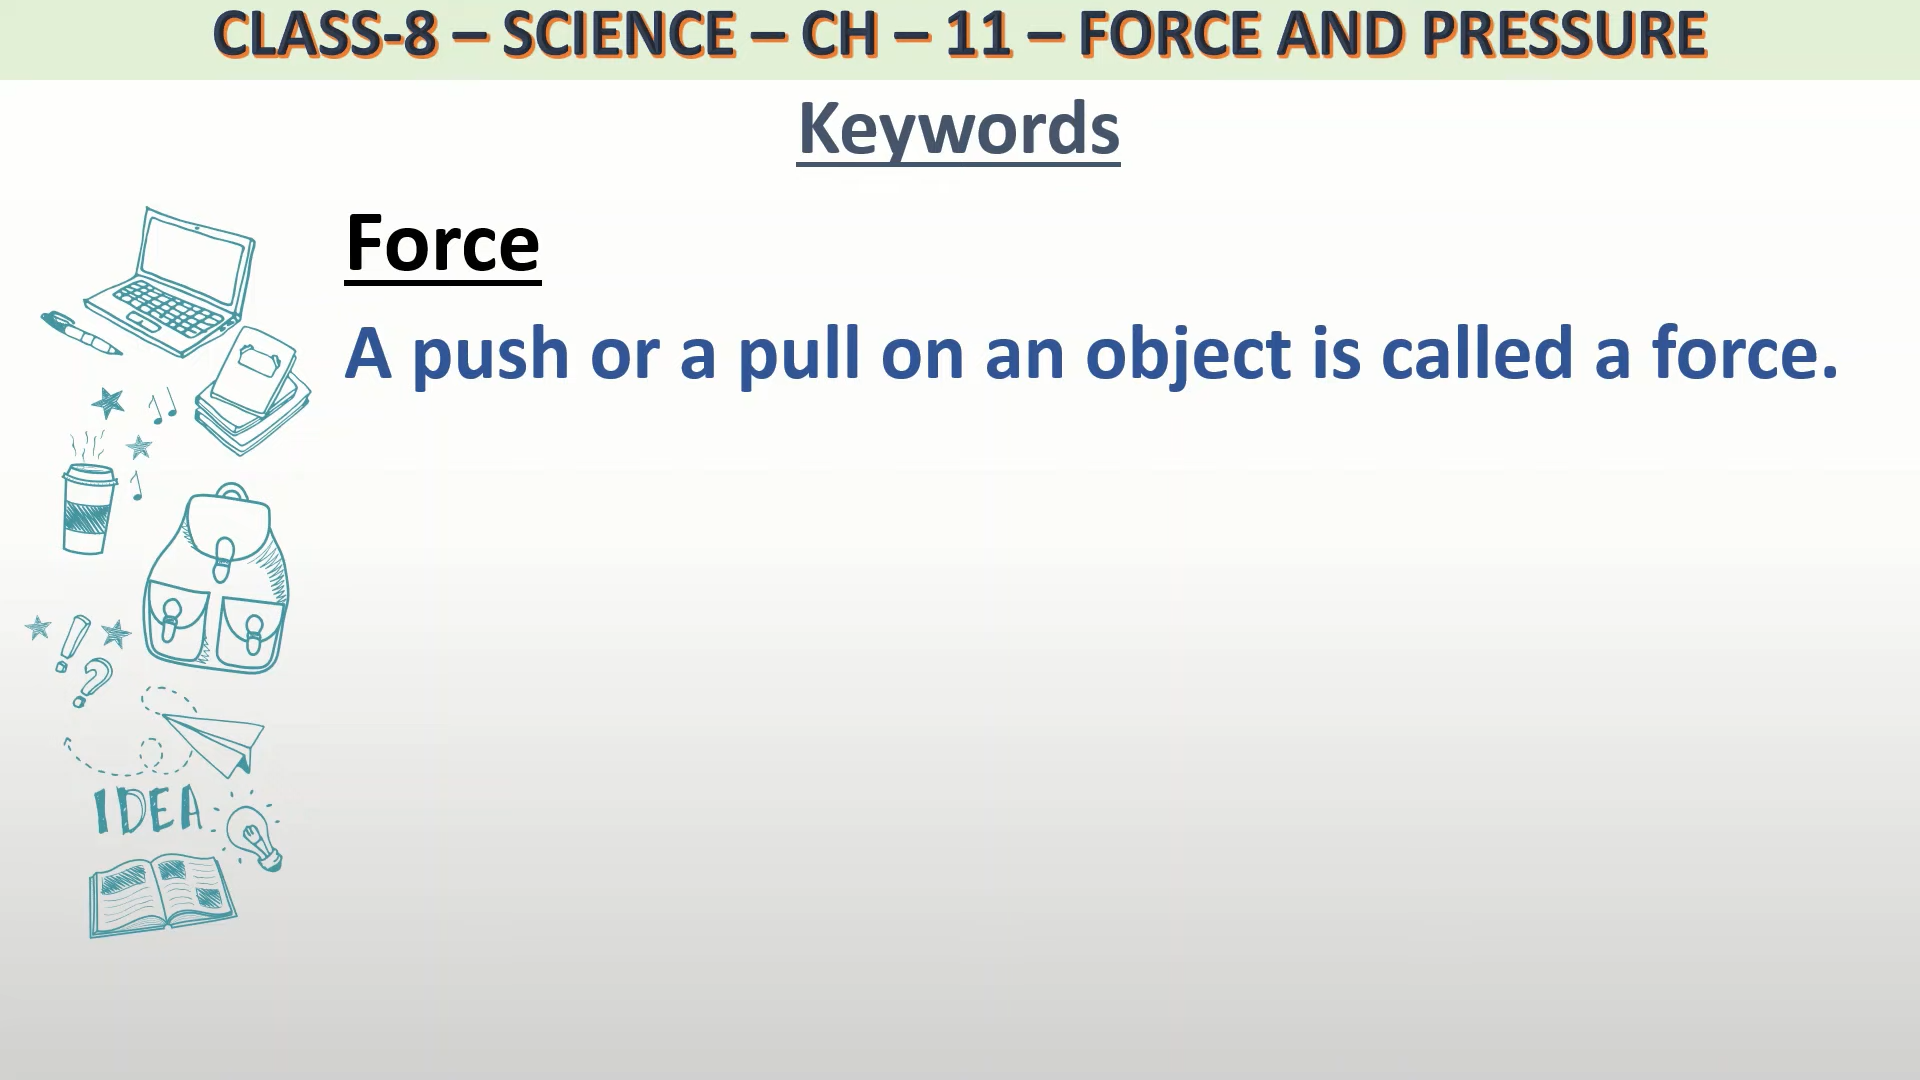 CLASS-8 – SCIENCE – CH – 11 – FORCE AND PRESSURE
Keywords
Force
A push or a pull on an object is called a force.
IDEA